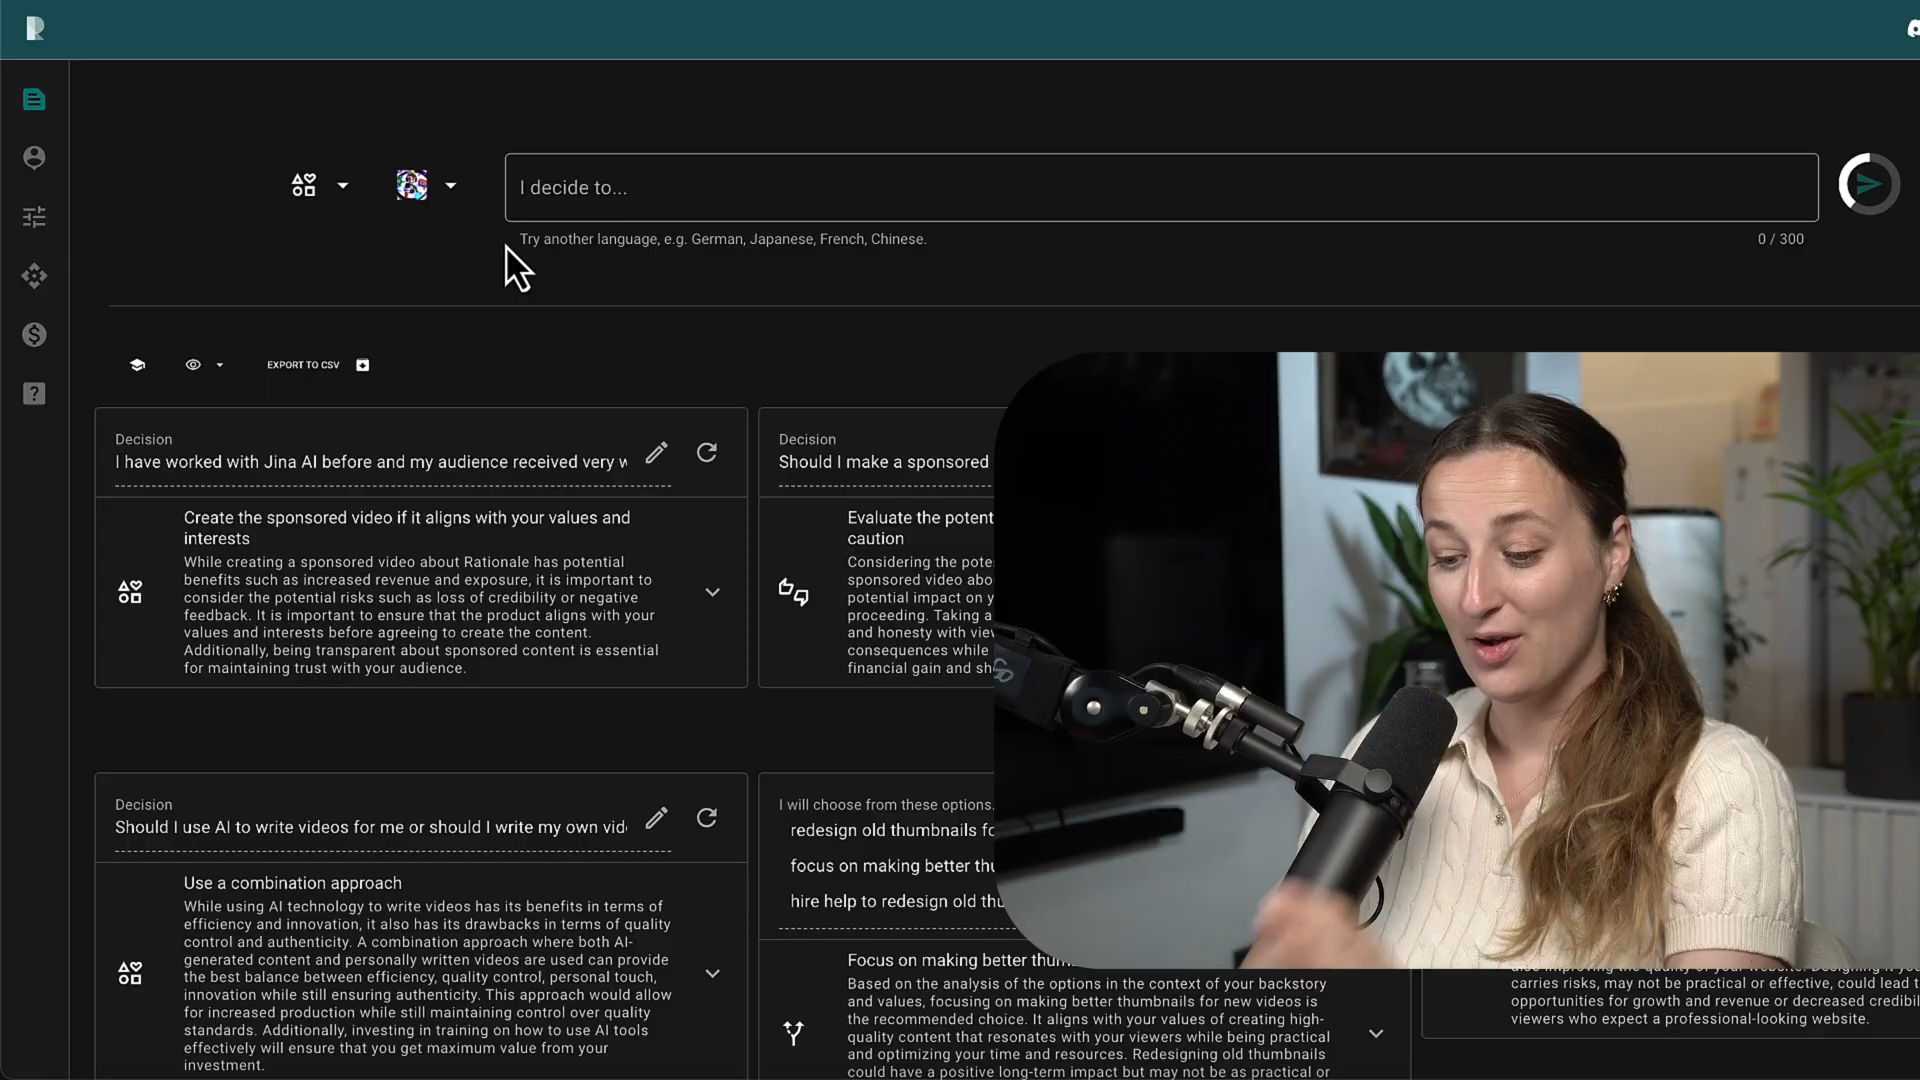 I decide to...
Try another language, e.g. German, Japanese, French, Chinese.
0 / 300
EXPORT TO CSV
Decision
I have worked with Jina AI before and my audience received very
Create the sponsored video if it aligns with your values and
interests
While creating a sponsored video about Rationale has potential
benefits such as increased revenue and exposure, it is important to
consider the potential risks such as loss of credibility or negative
feedback. It is important to ensure that the product aligns with your
values and interests before agreeing to create the content.
Additionally, being transparent about sponsored content is essential
for maintaining trust with your audience.
Decision
Should I make a sponsored
Evaluate the potent
caution
Considering the pote
sponsored video abo
potential impact on y
proceeding. Taking a
and honesty with view
consequences while
financial gain and sh
Decision
Should I use AI to write videos for me or should I write my own vid
Use a combination approach
While using AI technology to write videos has its benefits in terms of
efficiency and innovation, it also has its drawbacks in terms of quality
control and authenticity. A combination approach where both AI-
generated content and personally written videos are used can provide
the best balance between efficiency, quality control, personal touch,
innovation while still ensuring authenticity. This approach would allow
for increased production while still maintaining control over quality
standards. Additionally, investing in training on how to use AI tools
effectively will ensure that you get maximum value from your
investment.
I will choose from these options.
redesign old thumbnails fo
focus on making better thu
hire help to redesign old thu
Focus on making better thum
Based on the analysis of the options in the context of your backstory
and values, focusing on making better thumbnails for new videos is
the recommended choice. It aligns with your values of creating high-
quality content that resonates with your viewers while being practical
and optimizing your time and resources. Redesigning old thumbnails
could have a positive long-term impact but may not be as practical or
carries risks, may not be practical or effective, could lead t
opportunities for growth and revenue or decreased credibil
viewers who expect a professional-looking website.